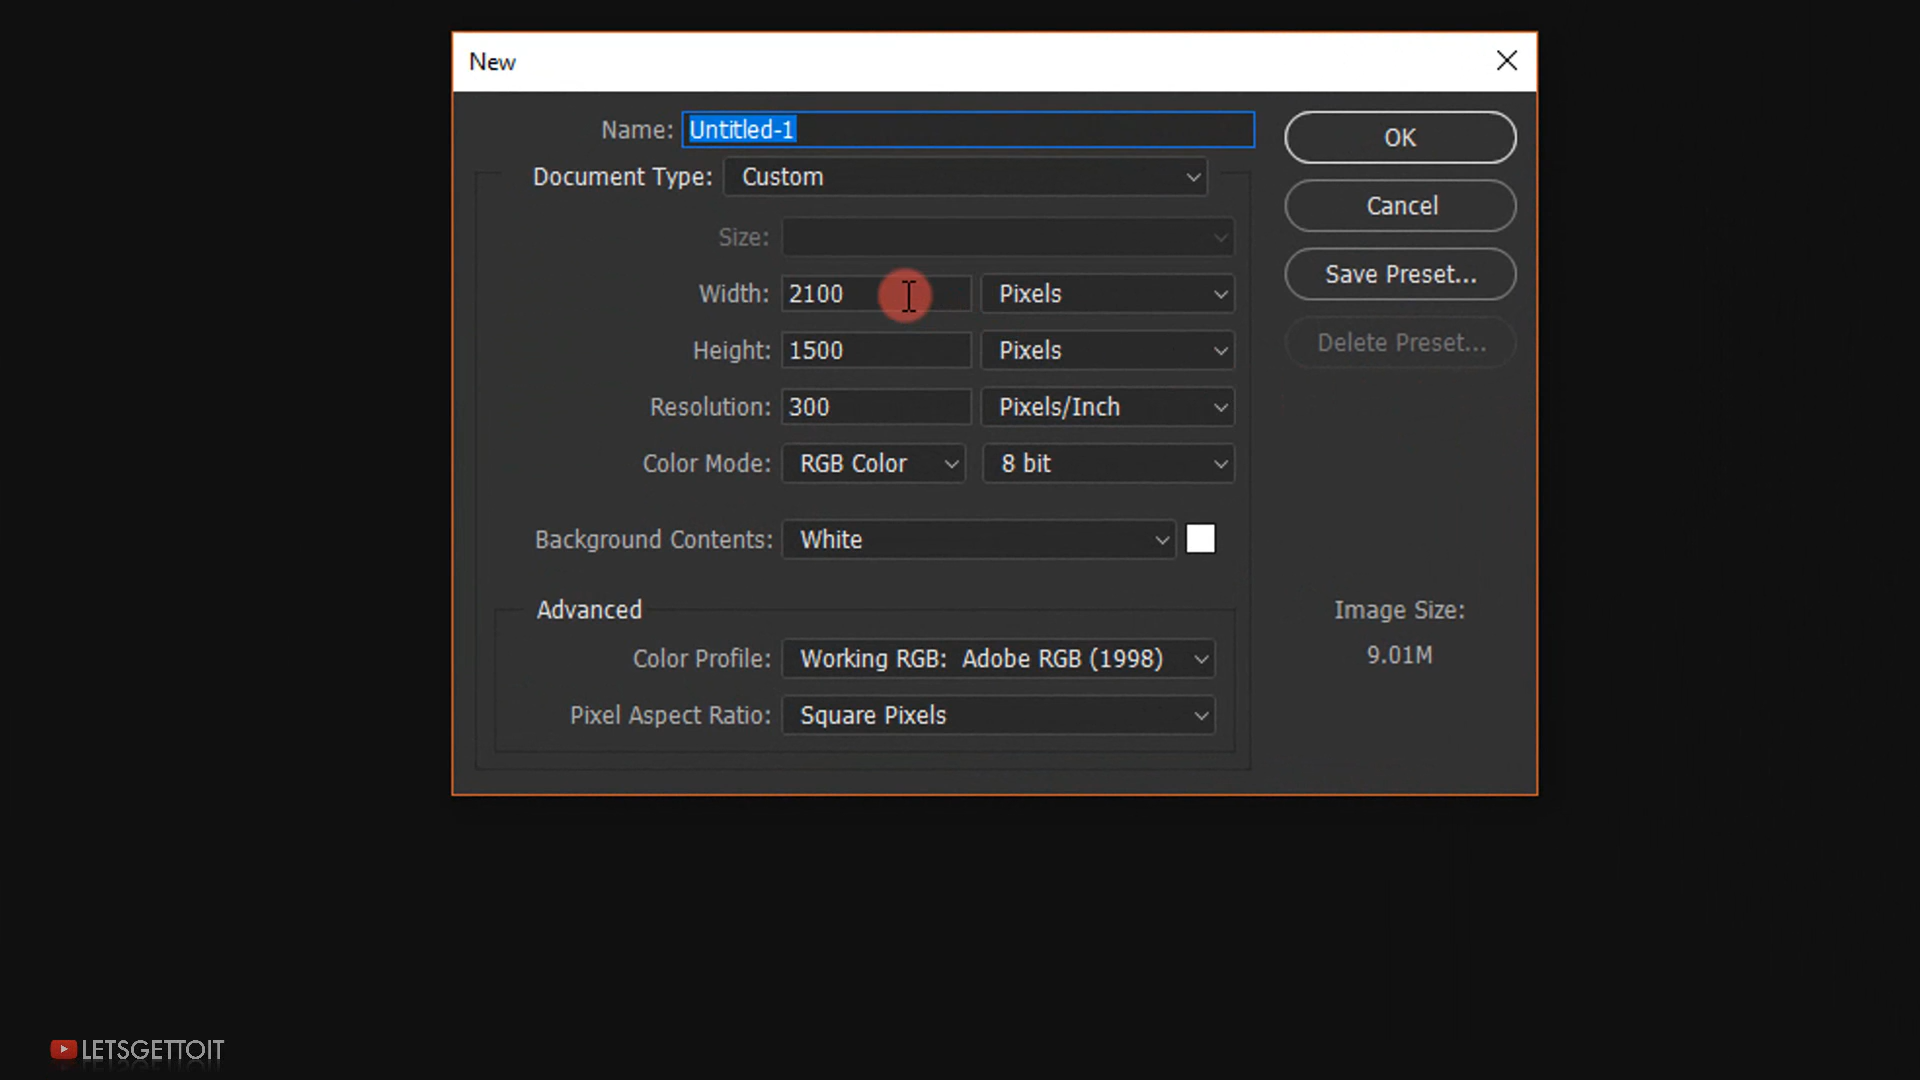 New
Name: Untitled-1
OK
Document Type: Custom
Cancel
Size:
Width: 2100 Pixels
Save Preset...
Height: 1500 Pixels
Delete Preset...
Resolution: 300 Pixels/Inch
Color Mode: RGB Color 8 bit
Background Contents: White
Advanced
Image Size:
Color Profile: Working RGB: Adobe RGB (1998)
9.01M
Pixel Aspect Ratio: Square Pixels
LETSGETTOIT